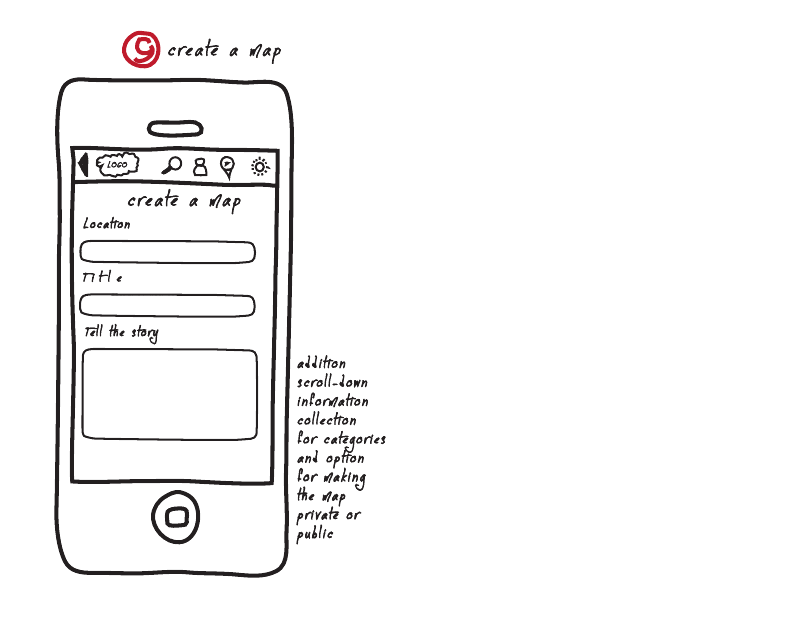 9 create a map
LOGO
create a map
Location
Title
Tell the story
addition
scroll-down
information
collection
for categories
and option
for making
the map
private or
public